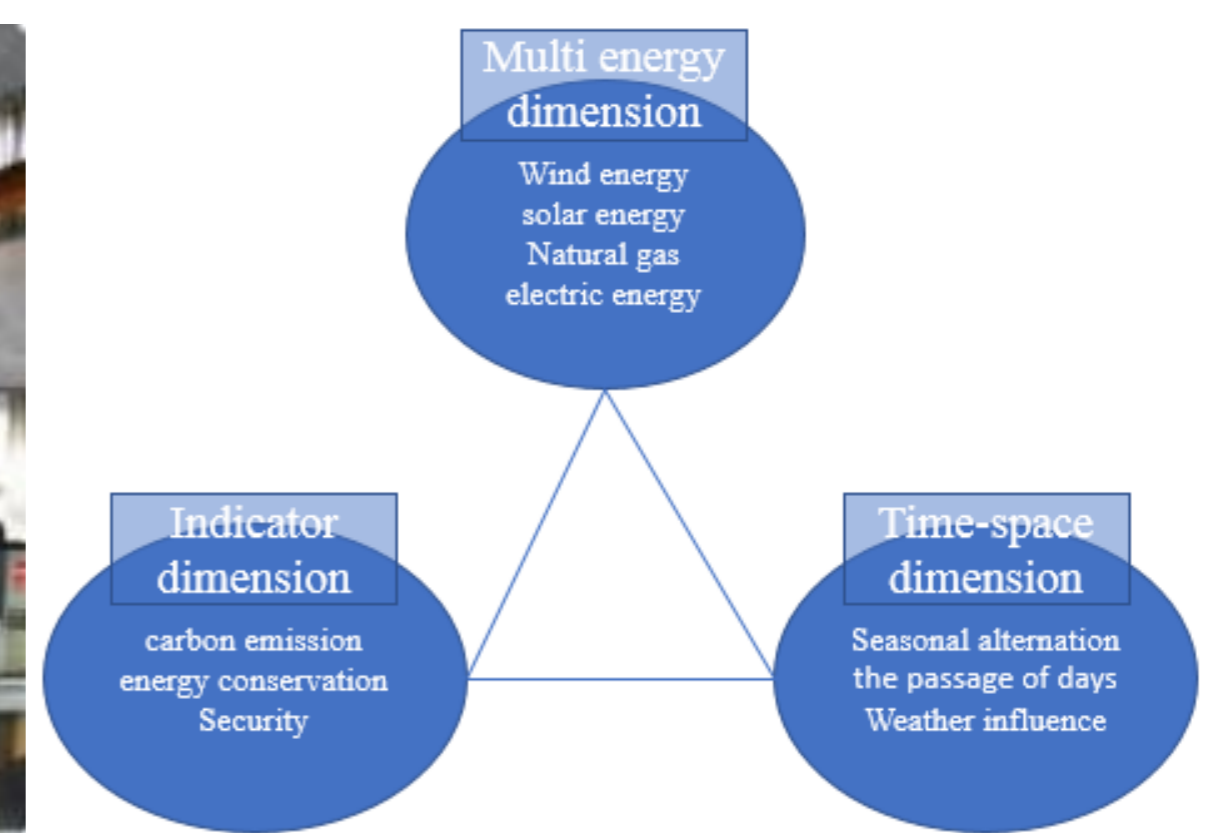 Multi energy
dimension
Wind energy
solar energy
Natural gas
electric energy
Indicator
dimension
carbon emission
energy conservation
Security
Time-space
dimension
Seasonal alternation
the passage of days
Weather influence